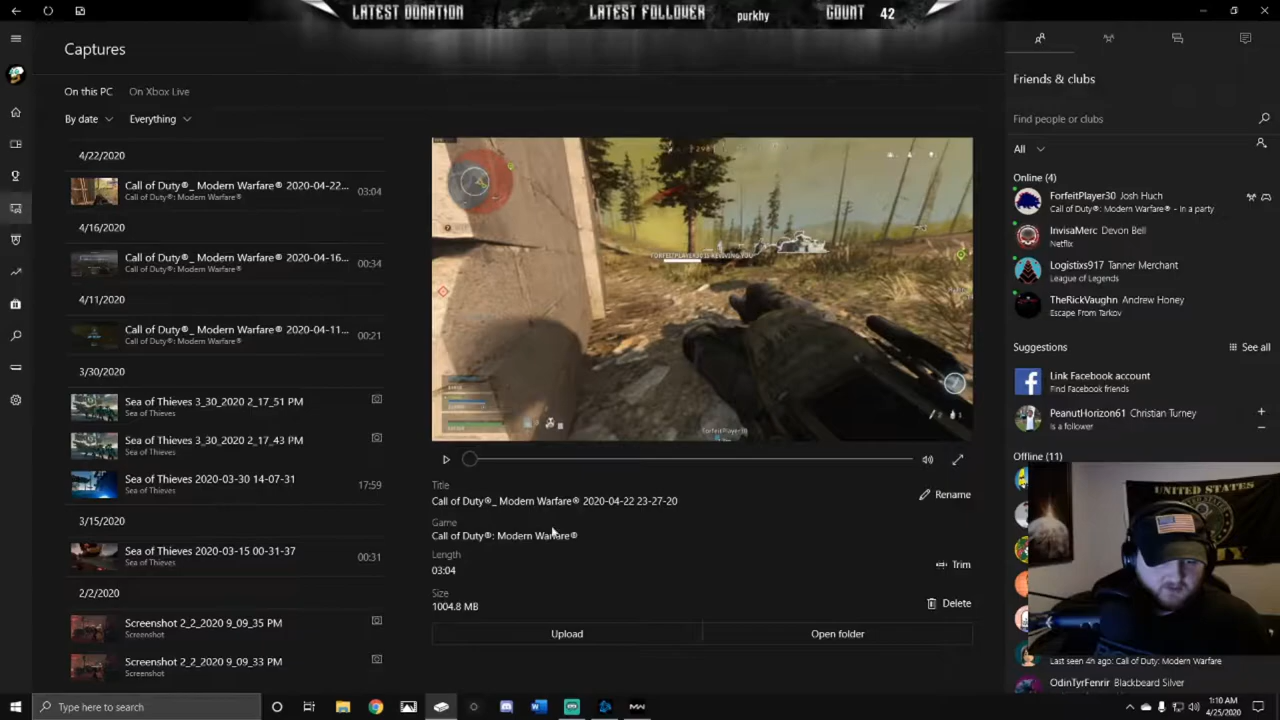 LATEST DONATION
LATEST FOLLOWER
purkhy
COUNT
42
Captures
On this PC
On Xbox Live
By date
Everything
4/22/2020
Call of Duty®_ Modern Warfare® 2020-04-22...
Call of Duty®: Modern Warfare®
03:04
4/16/2020
Call of Duty®_ Modern Warfare® 2020-04-16...
Call of Duty®: Modern Warfare®
00:34
4/11/2020
Call of Duty®_ Modern Warfare® 2020-04-11...
Call of Duty®: Modern Warfare®
00:21
3/30/2020
Sea of Thieves 3_30_2020 2_17_51 PM
Sea of Thieves
Sea of Thieves 3_30_2020 2_17_43 PM
Sea of Thieves
Sea of Thieves 2020-03-30 14-07-31
Sea of Thieves
17:59
3/15/2020
Sea of Thieves 2020-03-15 00-31-37
Sea of Thieves
00:31
2/2/2020
Screenshot 2_2_2020 9_09_35 PM
Screenshot
Screenshot 2_2_2020 9_09_33 PM
Screenshot
FORFEITPLAYER30 IS REVIVING YOU
ForfeitPlayer30
Title
Call of Duty®_ Modern Warfare® 2020-04-22 23-27-20
Rename
Game
Call of Duty®: Modern Warfare®
Length
03:04
Trim
Size
1004.8 MB
Delete
Upload
Open folder
Friends & clubs
Find people or clubs
All
Online (4)
ForfeitPlayer30 Josh Huch
Call of Duty®: Modern Warfare® - In a party
InvisaMerc Devon Bell
Netflix
Logistixs917 Tanner Merchant
League of Legends
TheRickVaughn Andrew Honey
Escape From Tarkov
Suggestions
See all
Link Facebook account
Find Facebook friends
PeanutHorizon61 Christian Turney
Is a follower
Offline (11)
UNITED STATES
Last seen 4h ago: Call of Duty: Modern Warfare
OdinTyrFenrir Blackbeard Silver
Type here to search
1:10 AM
4/25/2020